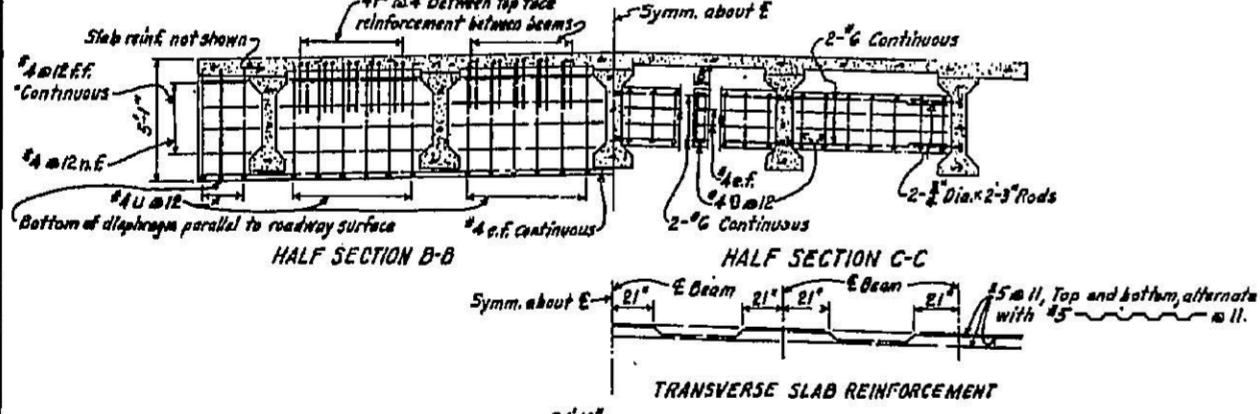 #4 to 4" between top face
reinforcement between beams
Symm. about ℄
Slab reinf. not shown
2-#6 Continuous
#4 @ 12 f.f.
Continuous
5'-1"
#4 @ 12 n.f.
#4 U @ 12
Bottom of diaphragm parallel to roadway surface
#4 e.f. Continuous
#4 e.f.
#4 U @ 12
2-#6 Continuous
2-¾" Dia. x 2'-3" Rods
HALF SECTION B-B
HALF SECTION C-C
Symm. about ℄
21"
℄ Beam
21"
21"
℄ Beam
21"
#5 @ 11, Top and bottom, alternate
with #5 @ 11.
TRANSVERSE SLAB REINFORCEMENT